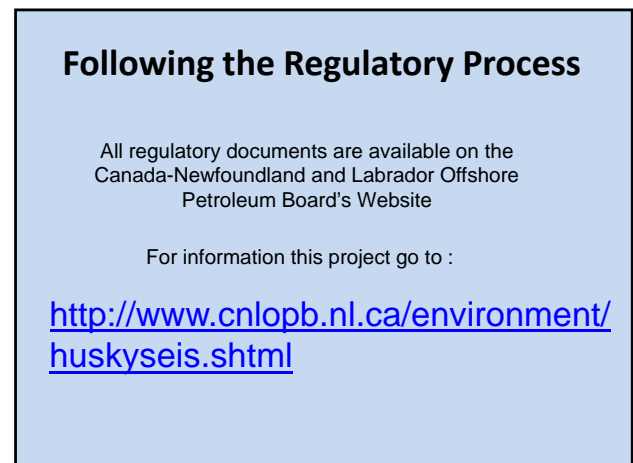 Following the Regulatory Process
All regulatory documents are available on the
Canada-Newfoundland and Labrador Offshore
Petroleum Board's Website
For information this project go to :
http://www.cnlopb.nl.ca/environment/
huskyseis.shtml